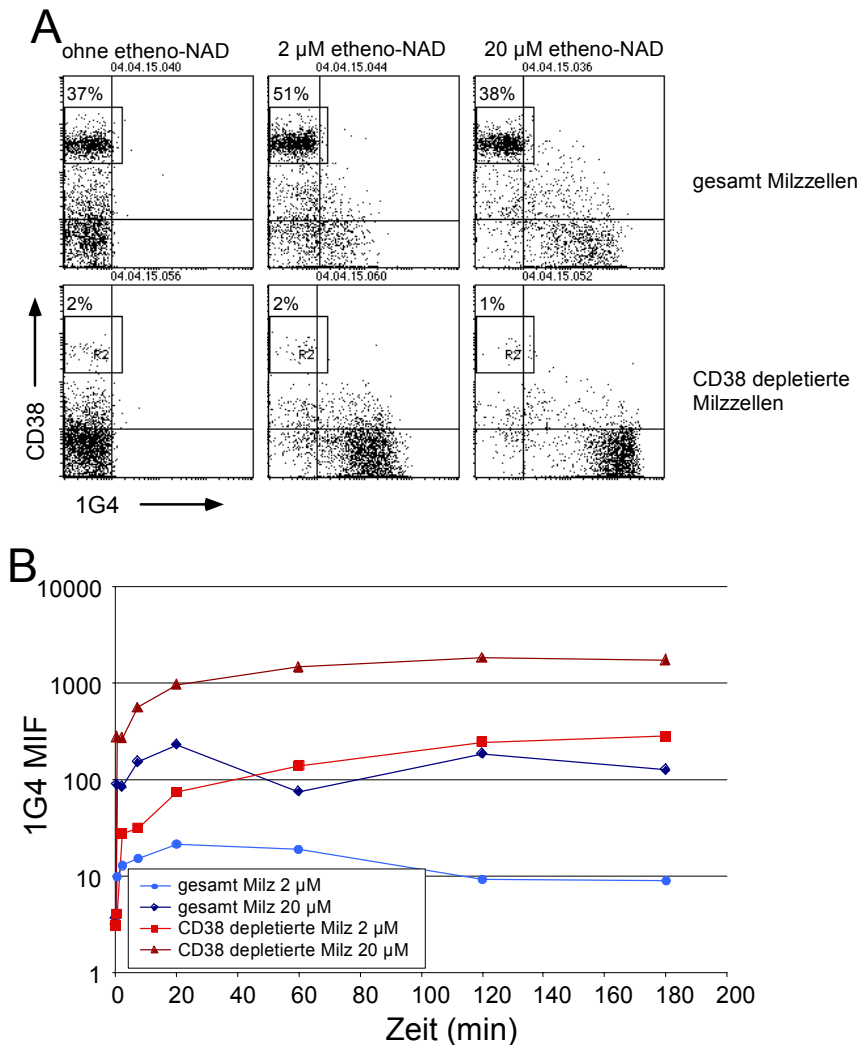 A
ohne etheno-NAD 2 µM etheno-NAD 20 µM etheno-NAD
04.04.15.040 04.04.15.044 04.04.15.036
37% 51% 38%
gesamt Milzzellen
04.04.15.056 04.04.15.060 04.04.15.052
2% 2% 1%
R2 R2 R2
CD38 depletierte
Milzzellen
CD38
1G4
B
10000
1000
100
10
1
1G4 MIF
gesamt Milz 2 µM
gesamt Milz 20 µM
CD38 depletierte Milz 2 µM
CD38 depletierte Milz 20 µM
0 20 40 60 80 100 120 140 160 180 200
Zeit (min)